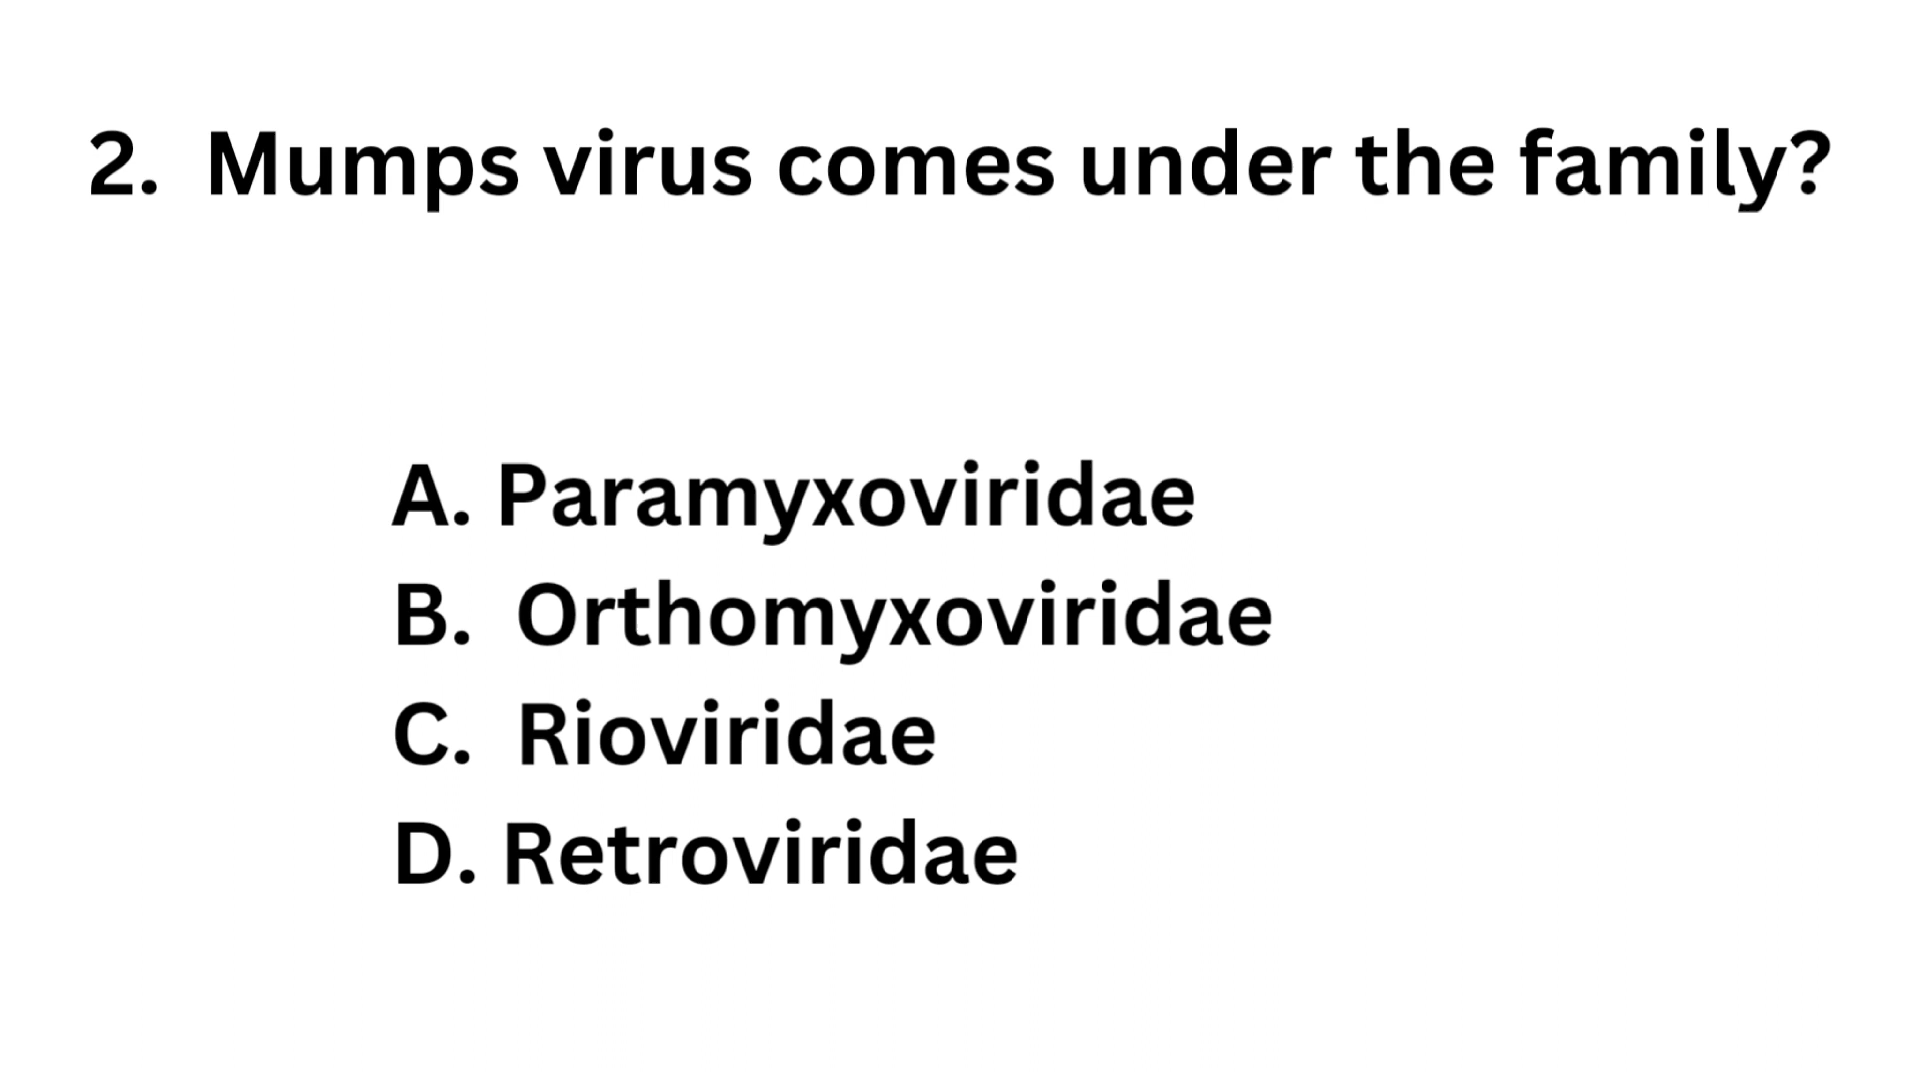 2. Mumps virus comes under the family?
A. Paramyxoviridae
B. Orthomyxoviridae
C. Rioviridae
D. Retroviridae